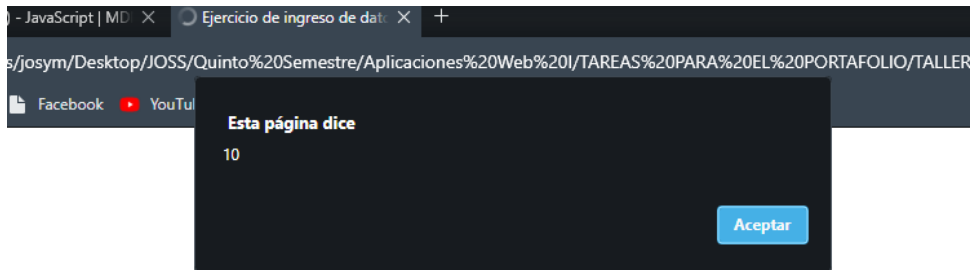 ) - JavaScript | MD
Ejercicio de ingreso de dat
s/josym/Desktop/JOSS/Quinto%20Semestre/Aplicaciones%20Web%20I/TAREAS%20PARA%20EL%20PORTAFOLIO/TALLER
Facebook YouTu
Esta página dice
10
Aceptar